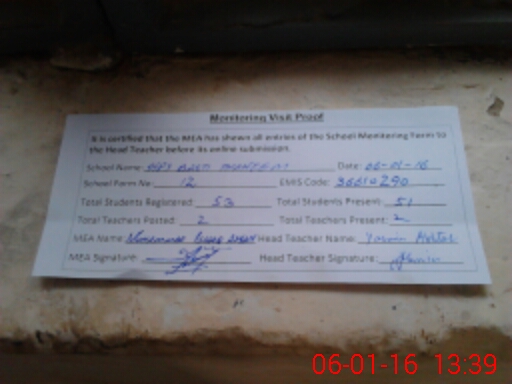 Monitoring Visit Proof
It is certified that the MEA has shown all entries of the School Monitoring Form to
the Head Teacher before its online submission.
School Name: Date: 06-01-16
School Form No: 12 EMIS Code: 36610290
Total Students Registered: 53 Total Students Present: 51
Total Teachers Posted: 2 Total Teachers Present: 2
MEA Name: Head Teacher Name:
MEA Signature: Head Teacher Signature:
06-01-16 13:39